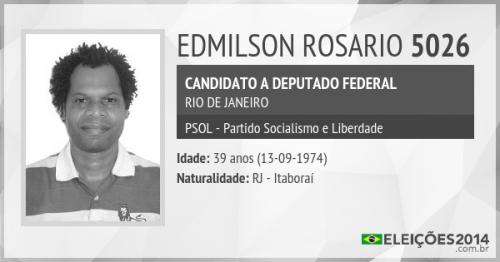 EDMILSON ROSARIO 5026
CANDIDATO A DEPUTADO FEDERAL
RIO DE JANEIRO
PSOL - Partido Socialismo e Liberdade
Idade: 39 anos (13-09-1974)
Naturalidade: RJ - Itaboraí
ELEIÇÕES2014
.com.br